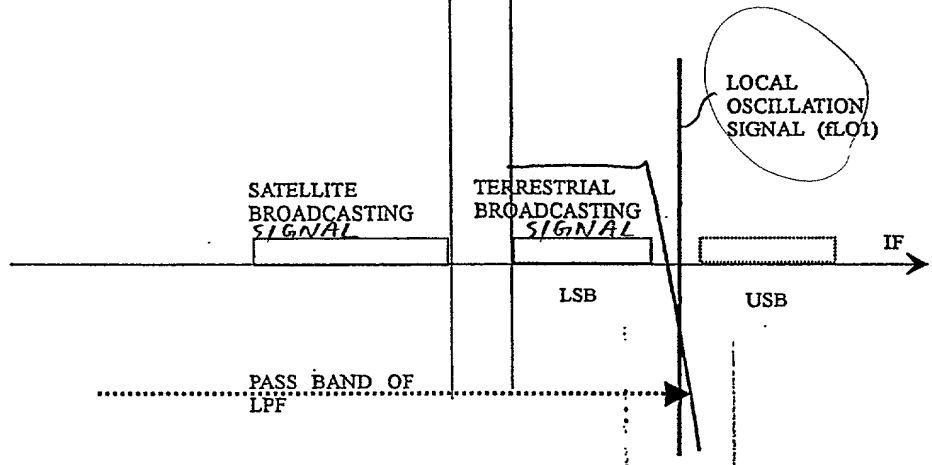 LOCAL
OSCILLATION
SIGNAL (fLO1)
SATELLITE
BROADCASTING
SIGNAL
TERRESTRIAL
BROADCASTING
SIGNAL
IF
LSB
USB
PASS BAND OF
LPF